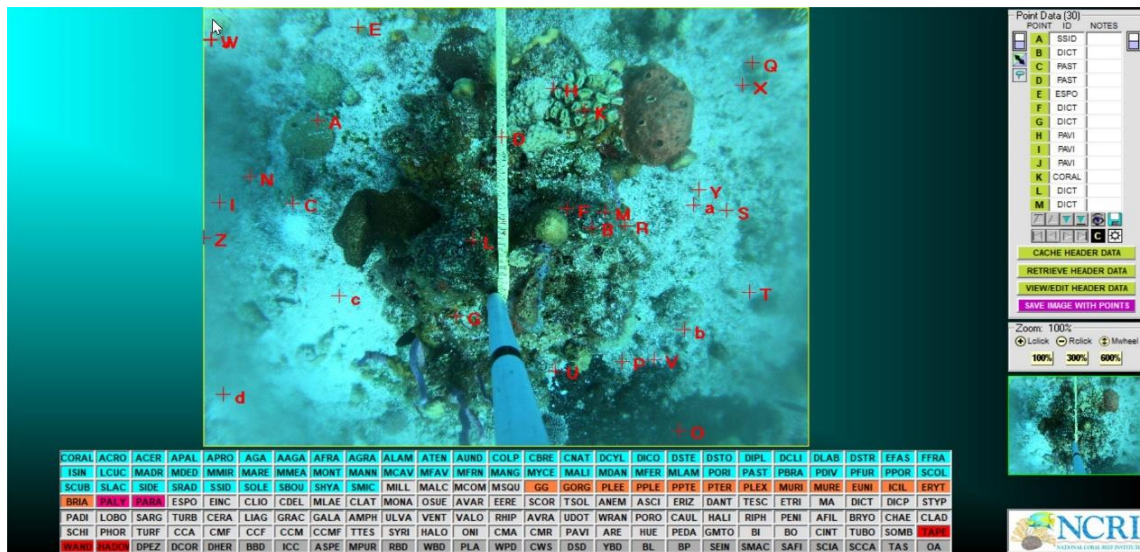 Point Data (30)
POINT ID NOTES
A SSID
B DICT
C PAST
D PAST
E ESPO
F DICT
G DICT
H PAVI
I PAVI
J PAVI
K CORAL
L DICT
M DICT
CACHE HEADER DATA
RETRIEVE HEADER DATA
VIEW/EDIT HEADER DATA
SAVE IMAGE WITH POINTS
Zoom: 100%
Lclick Rclick Mwheel
100% 300% 600%
W
E
Q
X
H
K
A
D
N
Y
I
C
a
S
F
M
B
R
Z
L
c
T
G
b
P
V
U
d
O
CORAL ACRO ACER APAL APRO AGA AAGA AFRA AGRA ALAM ATEN AUND COLP CBRE CNAT DCYL DICO DSTE DSTO DIPL DCLI DLAB DSTR EFAS FFRA
ISIN LCUC MADR MDED MMIR MARE MMEA MONT MANN MCAV MFAV MFRN MANG MYCE MALI MDAN MFER MLAM PORI PAST PBRA PDIV PFUR PPOR SCOL
SCUB SLAC SIDE SRAD SSID SOLE SBOU SHYA SMIC MILL MALC MCOM MSQU GG GORG PLEE PPLE PPTE PTER PLEX MURI MURE EUNI ICIL ERYT
BRIA PALY PARA ESPO EINC CLIO CDEL MLAE CLAT MONA OSUE AVAR EERE SCOR TSOL ANEM ASCI ERIZ DANT TESC ETRI MA DICT DICP STYP
PADI LOBO SARG TURB CERA LIAG GRAC GALA AMPH ULVA VENT VALO RHIP AVRA UDOT WRAN PORO CAUL HALI RIPH PENI AFIL BRYO CHAE CLAD
SCHI PHOR TURF CCA CMF CCF CCM CCMF TTES SYRI HALO ONI CMA CMR PAVI ARE HUE PEDA GMTO BI BO CINT TUBO SOMB TAPE
WAND HADOW DPEZ DCOR DHER BBD ICC ASPE MPUR RBD WBD PLA WPD CWS DSD YBD BL BP SEIN SMAC SAFI SCIA SCCA TAS OA
NCRI
NATIONAL CORAL REEF INSTITUTE